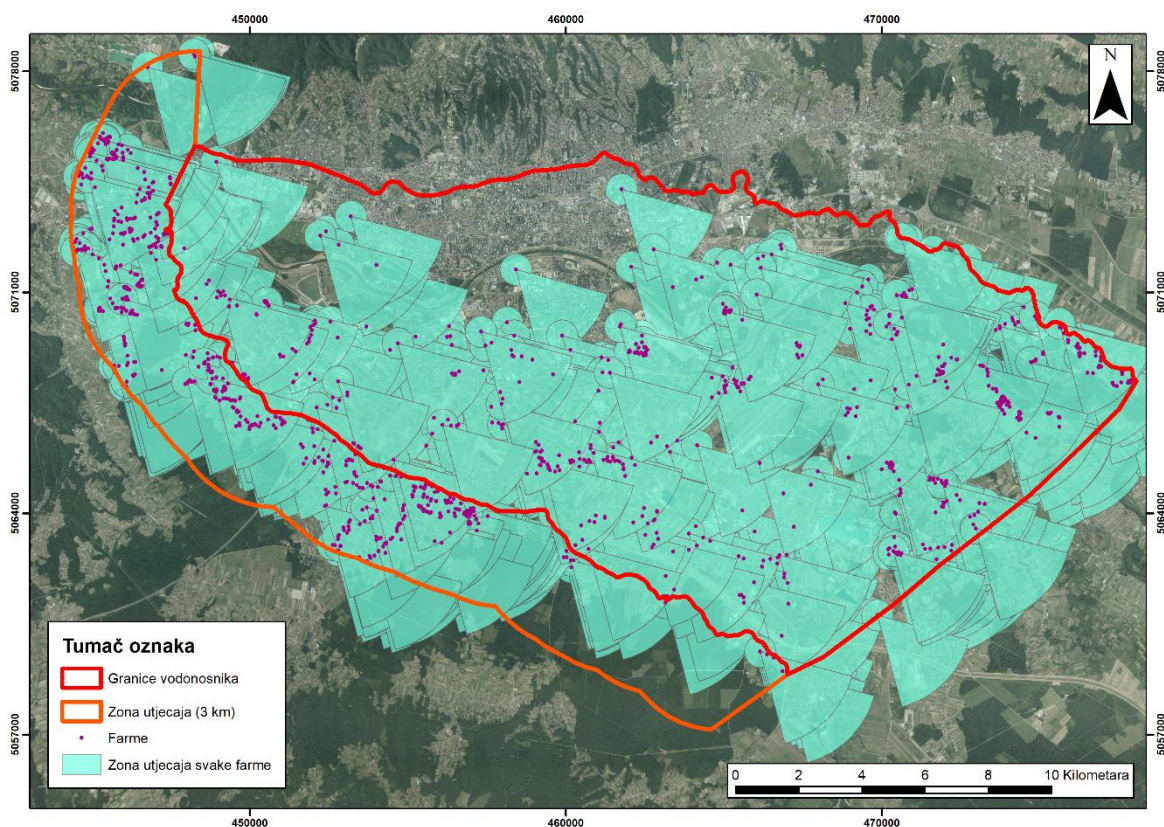 450000 460000 470000
5078000 5078000
N
5071000 5071000
5064000 5064000
5057000 5057000
Tumač oznaka
Granice vodonosnika
Zona utjecaja (3 km)
Farme
Zona utjecaja svake farme
0 2 4 6 8 10 Kilometara
450000 460000 470000